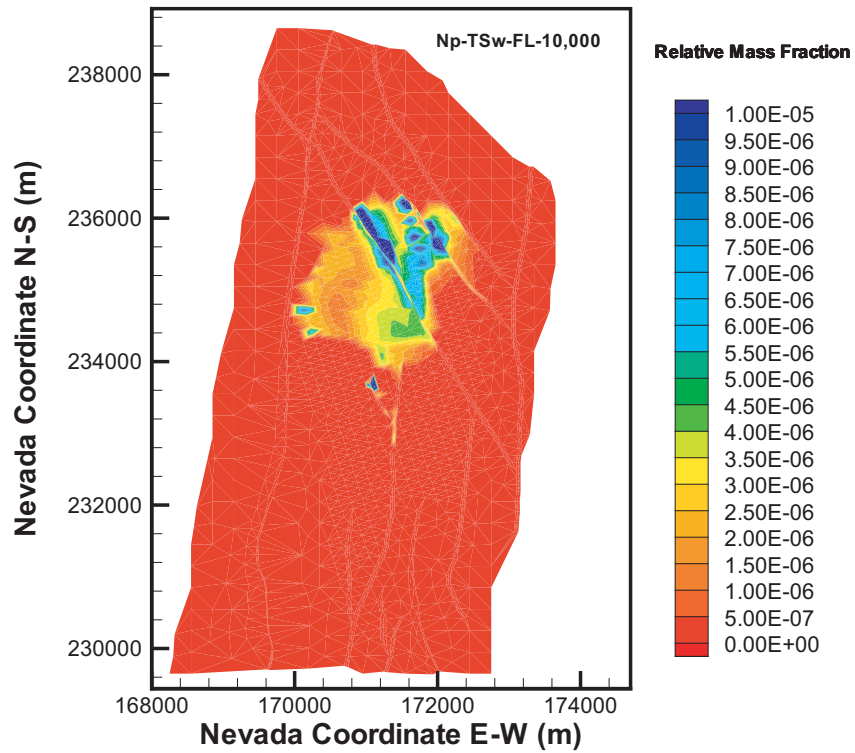 Np-TSw-FL-10,000
Relative Mass Fraction
1.00E-05
9.50E-06
9.00E-06
8.50E-06
8.00E-06
7.50E-06
7.00E-06
6.50E-06
6.00E-06
5.50E-06
5.00E-06
4.50E-06
4.00E-06
3.50E-06
3.00E-06
2.50E-06
2.00E-06
1.50E-06
1.00E-06
5.00E-07
0.00E+00
Nevada Coordinate N-S (m)
238000
236000
234000
232000
230000
168000 170000 172000 174000
Nevada Coordinate E-W (m)